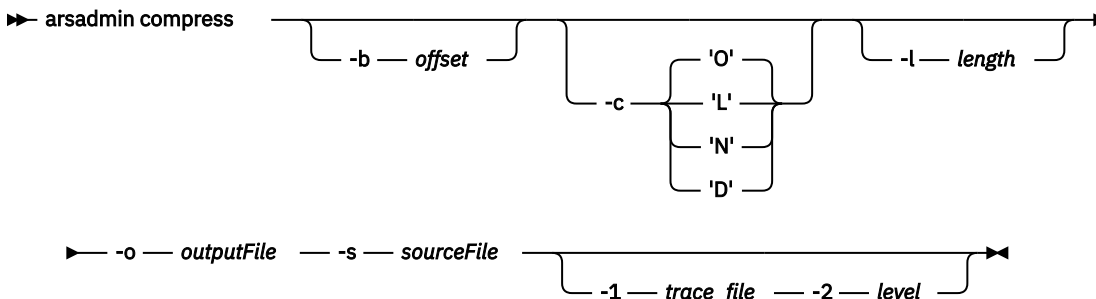 arsadmin compress
-b offset
-c
'O'
'L'
'N'
'D'
-l length
-o outputFile -s sourceFile
-1 trace_file -2 level